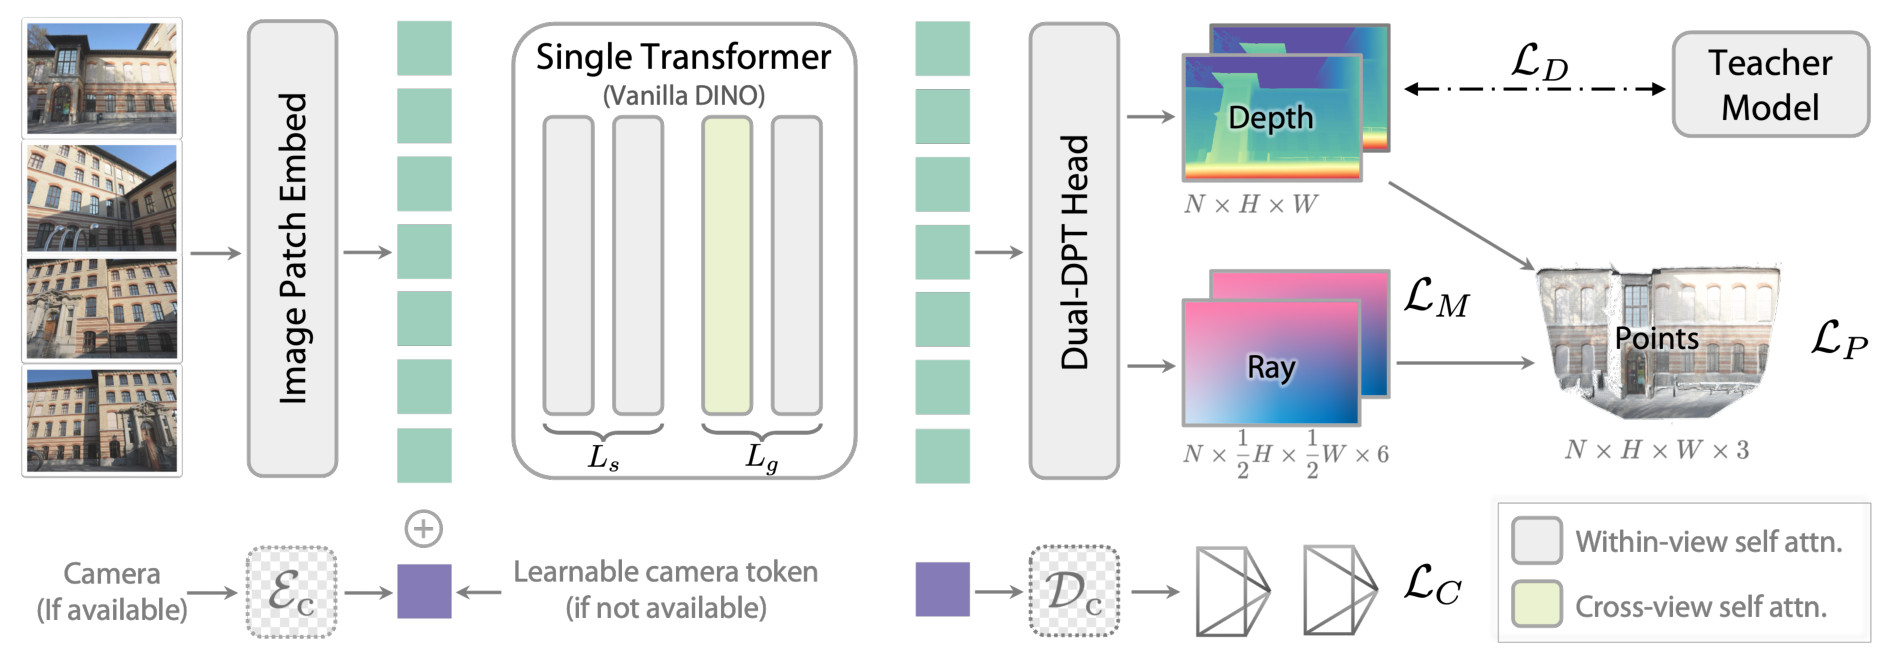 Image Patch Embed
Single Transformer
(Vanilla DINO)
L_s
L_g
Dual-DPT Head
Depth
N × H × W
ℒ_D
Teacher
Model
Ray
N × 1/2 H × 1/2 W × 6
ℒ_M
Points
N × H × W × 3
ℒ_P
Camera
(If available)
ℰ_c
+
Learnable camera token
(if not available)
𝒟_c
ℒ_C
Within-view self attn.
Cross-view self attn.